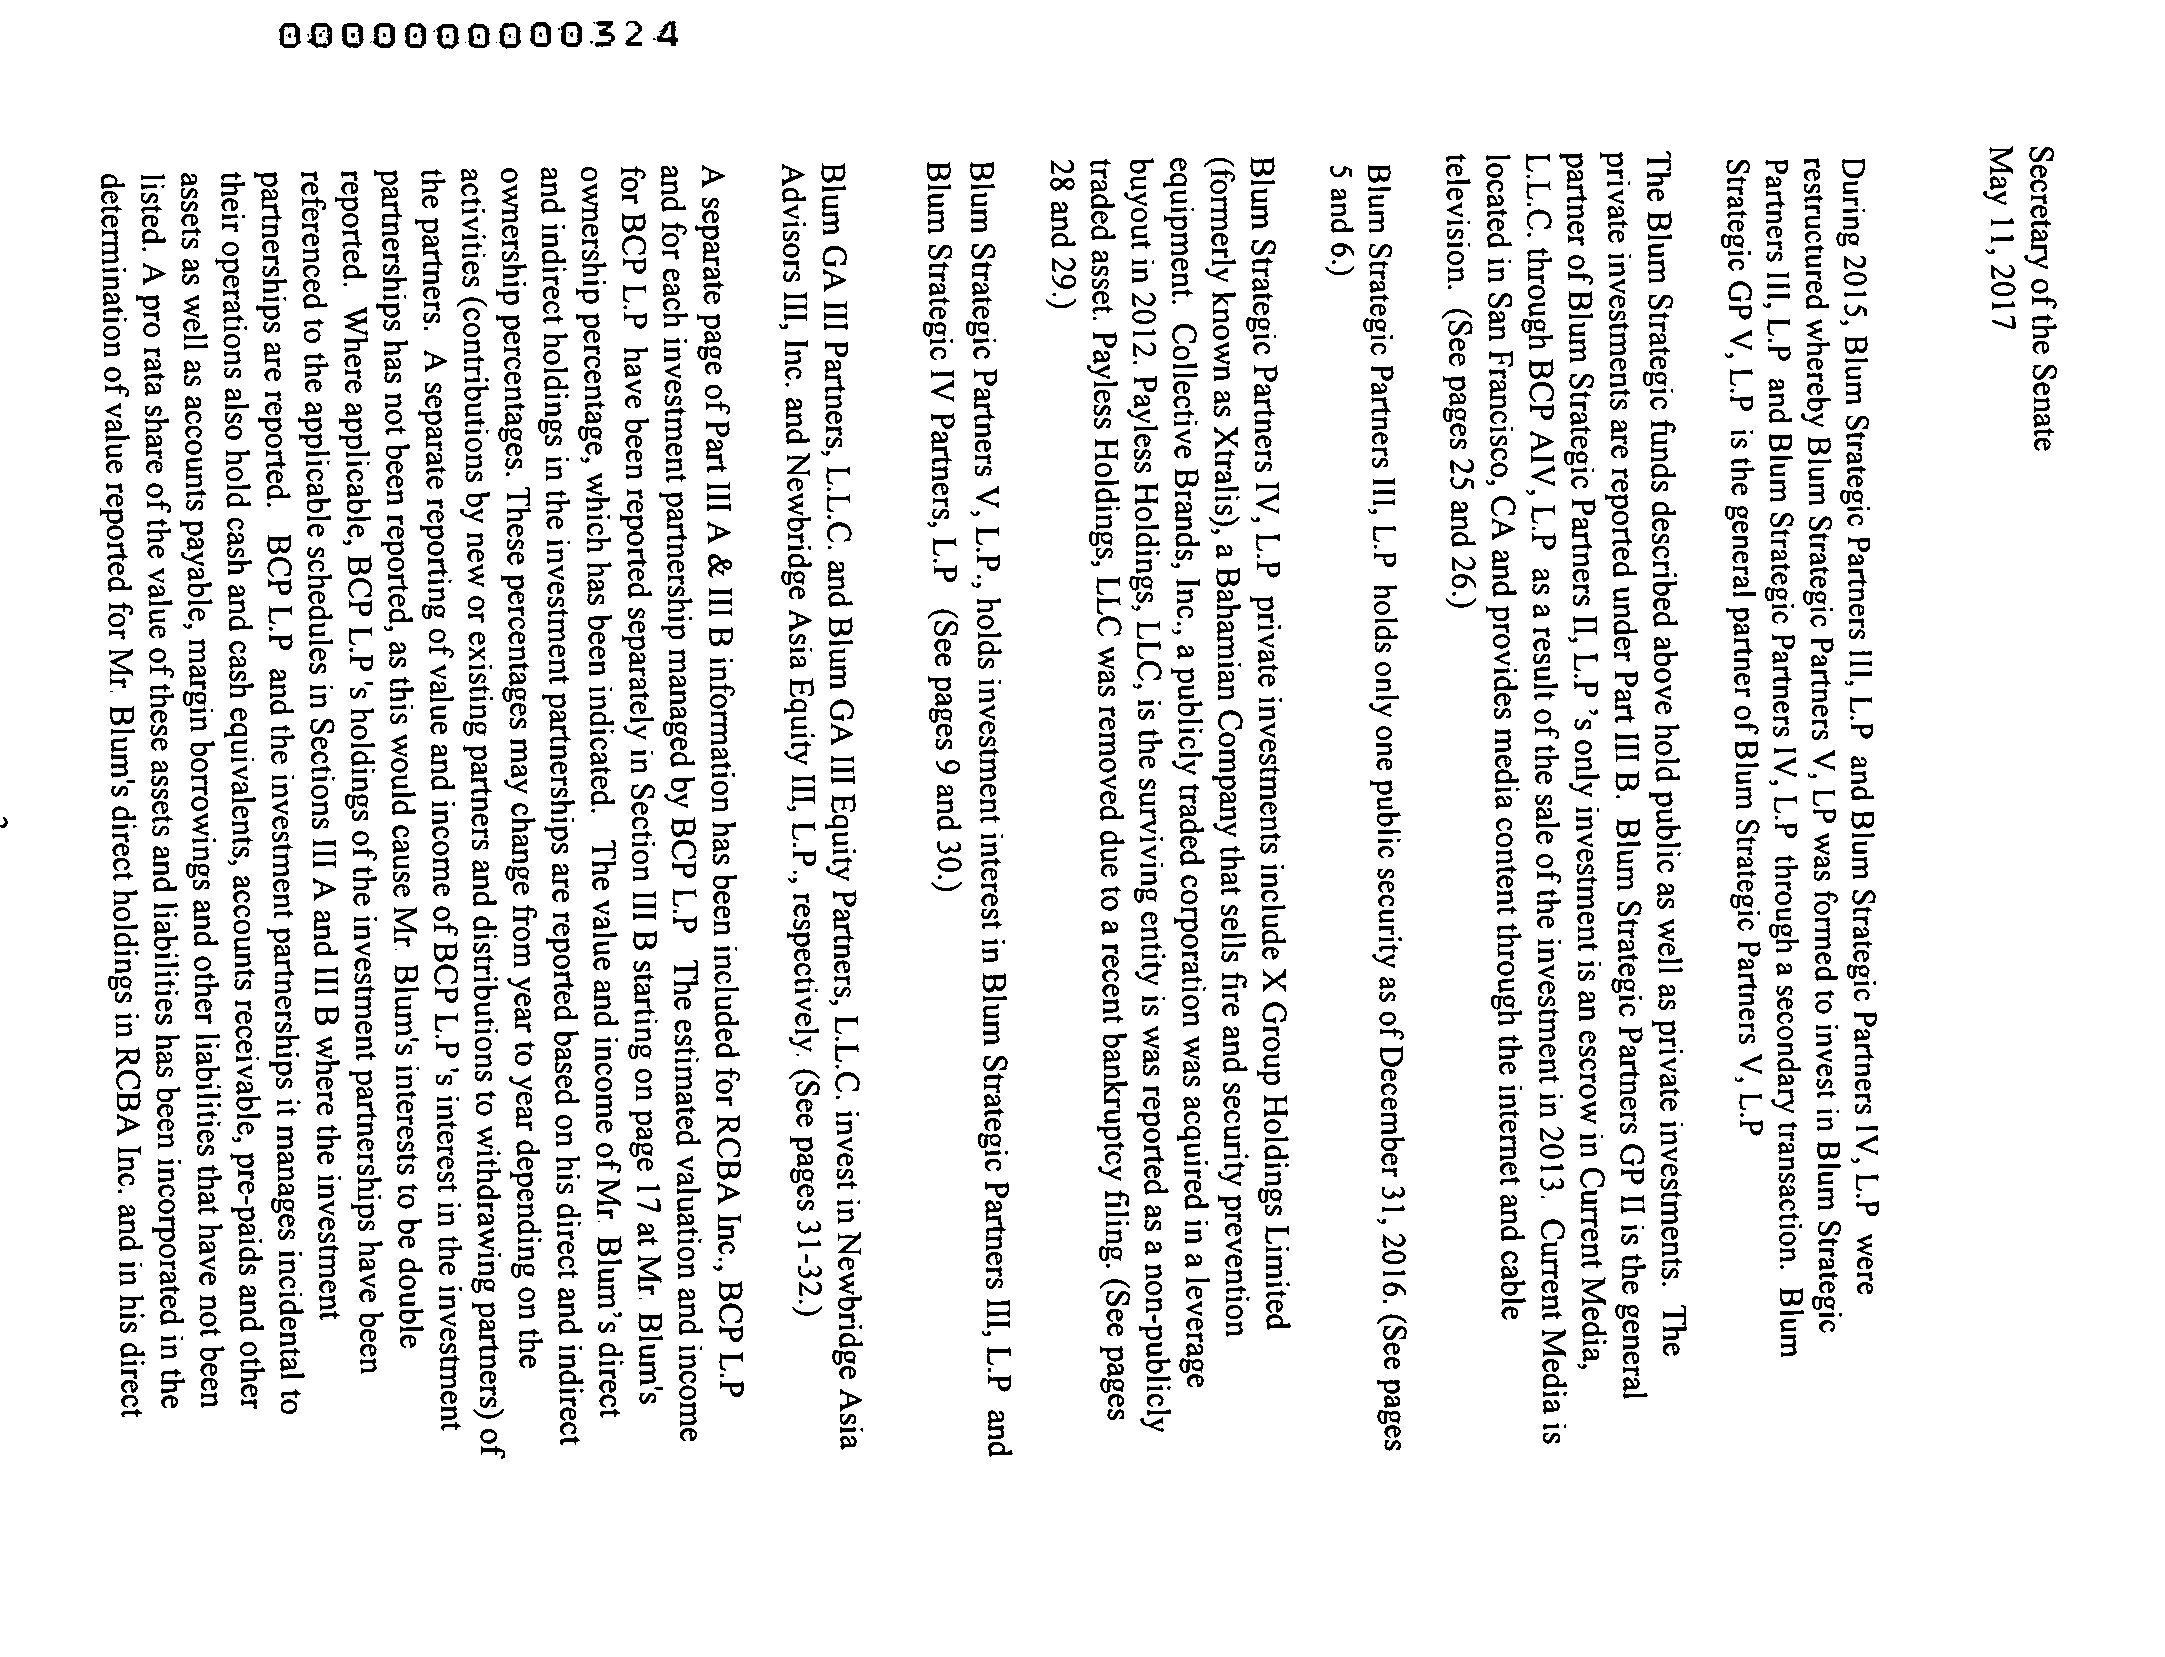 000000000324
Secretary of the Senate
May 11, 2017
During 2015, Blum Strategic Partners III, L.P and Blum Strategic Partners IV, L.P were
restructured whereby Blum Strategic Partners V, LP was formed to invest in Blum Strategic
Partners III, L.P and Blum Strategic Partners IV, L.P through a secondary transaction. Blum
Strategic GP V, L.P is the general partner of Blum Strategic Partners V, L.P
The Blum Strategic funds described above hold public as well as private investments. The
private investments are reported under Part III B. Blum Strategic Partners GP II is the general
partner of Blum Strategic Partners II, L.P 's only investment is an escrow in Current Media,
L.L.C. through BCP AIV, L.P as a result of the sale of the investment in 2013. Current Media is
located in San Francisco, CA and provides media content through the internet and cable
television. (See pages 25 and 26.)
Blum Strategic Partners III, L.P holds only one public security as of December 31, 2016. (See pages
5 and 6.)
Blum Strategic Partners IV, L.P private investments include X Group Holdings Limited
(formerly known as Xtralis), a Bahamian Company that sells fire and security prevention
equipment. Collective Brands, Inc., a publicly traded corporation was acquired in a leverage
buyout in 2012. Payless Holdings, LLC, is the surviving entity is was reported as a non-publicly
traded asset. Payless Holdings, LLC was removed due to a recent bankruptcy filing. (See pages
28 and 29.)
Blum Strategic Partners V, L.P., holds investment interest in Blum Strategic Partners III, L.P and
Blum Strategic IV Partners, L.P (See pages 9 and 30.)
Blum GA III Partners, L.L.C. and Blum GA III Equity Partners, L.L.C. invest in Newbridge Asia
Advisors III, Inc. and Newbridge Asia Equity III, L.P., respectively. (See pages 31-32.)
A separate page of Part III A & III B information has been included for RCBA Inc., BCP L.P
and for each investment partnership managed by BCP L.P The estimated valuation and income
for BCP L.P have been reported separately in Section III B starting on page 17 at Mr. Blum's
ownership percentage, which has been indicated. The value and income of Mr. Blum's direct
and indirect holdings in the investment partnerships are reported based on his direct and indirect
ownership percentages. These percentages may change from year to year depending on the
activities (contributions by new or existing partners and distributions to withdrawing partners) of
the partners. A separate reporting of value and income of BCP L.P 's interest in the investment
partnerships has not been reported, as this would cause Mr. Blum's interests to be double
reported. Where applicable, BCP L.P 's holdings of the investment partnerships have been
referenced to the applicable schedules in Sections III A and III B where the investment
partnerships are reported. BCP L.P and the investment partnerships it manages incidental to
their operations also hold cash and cash equivalents, accounts receivable, pre-paids and other
assets as well as accounts payable, margin borrowings and other liabilities that have not been
listed. A pro rata share of the value of these assets and liabilities has been incorporated in the
determination of value reported for Mr. Blum's direct holdings in RCBA Inc. and in his direct